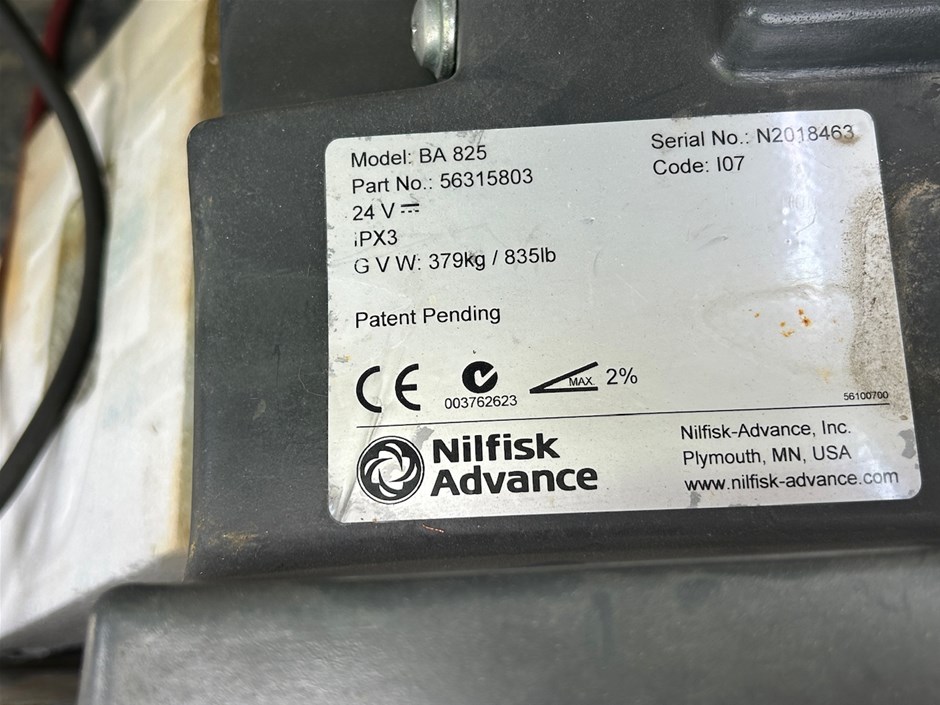 Model: BA 825
Serial No.: N2018463
Part No.: 56315803
Code: I07
24 V
IPX3
G V W: 379kg / 835lb
Patent Pending
CE
003762623
MAX. 2%
56100700
Nilfisk
Advance
Nilfisk-Advance, Inc.
Plymouth, MN, USA
www.nilfisk-advance.com